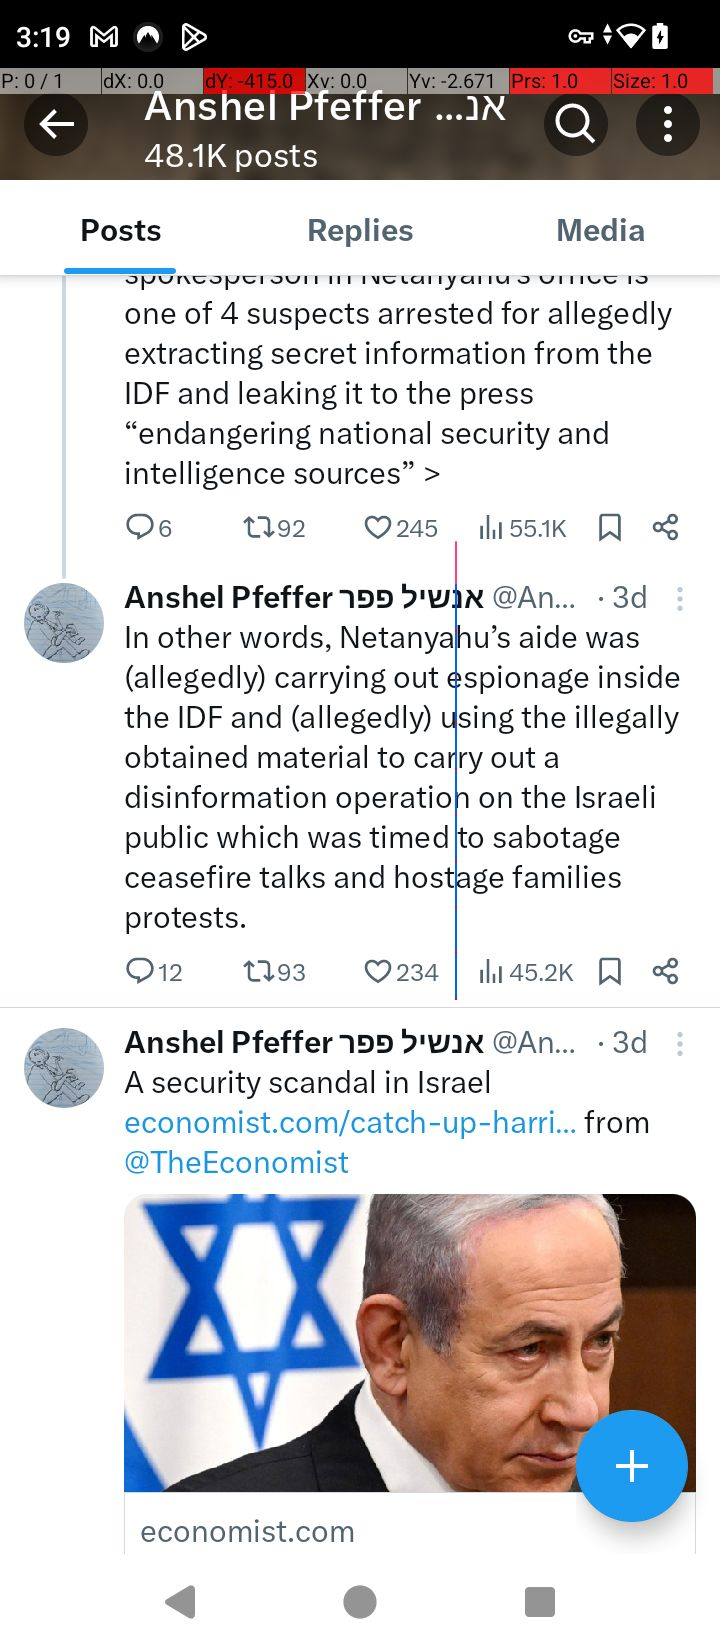 3:19
P: 0 / 1 dX: 0.0 dY: -415.0 Xv: 0.0 Yv: -2.671 Prs: 1.0 Size: 1.0
Anshel Pfeffer אנ...
48.1K posts
Posts Replies Media
spokesperson in Netanyahu's office is
one of 4 suspects arrested for allegedly
extracting secret information from the
IDF and leaking it to the press
“endangering national security and
intelligence sources” >
6 92 245 55.1K
Anshel Pfeffer אנשיל פפר @An... · 3d
In other words, Netanyahu’s aide was
(allegedly) carrying out espionage inside
the IDF and (allegedly) using the illegally
obtained material to carry out a
disinformation operation on the Israeli
public which was timed to sabotage
ceasefire talks and hostage families
protests.
12 93 234 45.2K
Anshel Pfeffer אנשיל פפר @An... · 3d
A security scandal in Israel
economist.com/catch-up-harri... from
@TheEconomist
economist.com